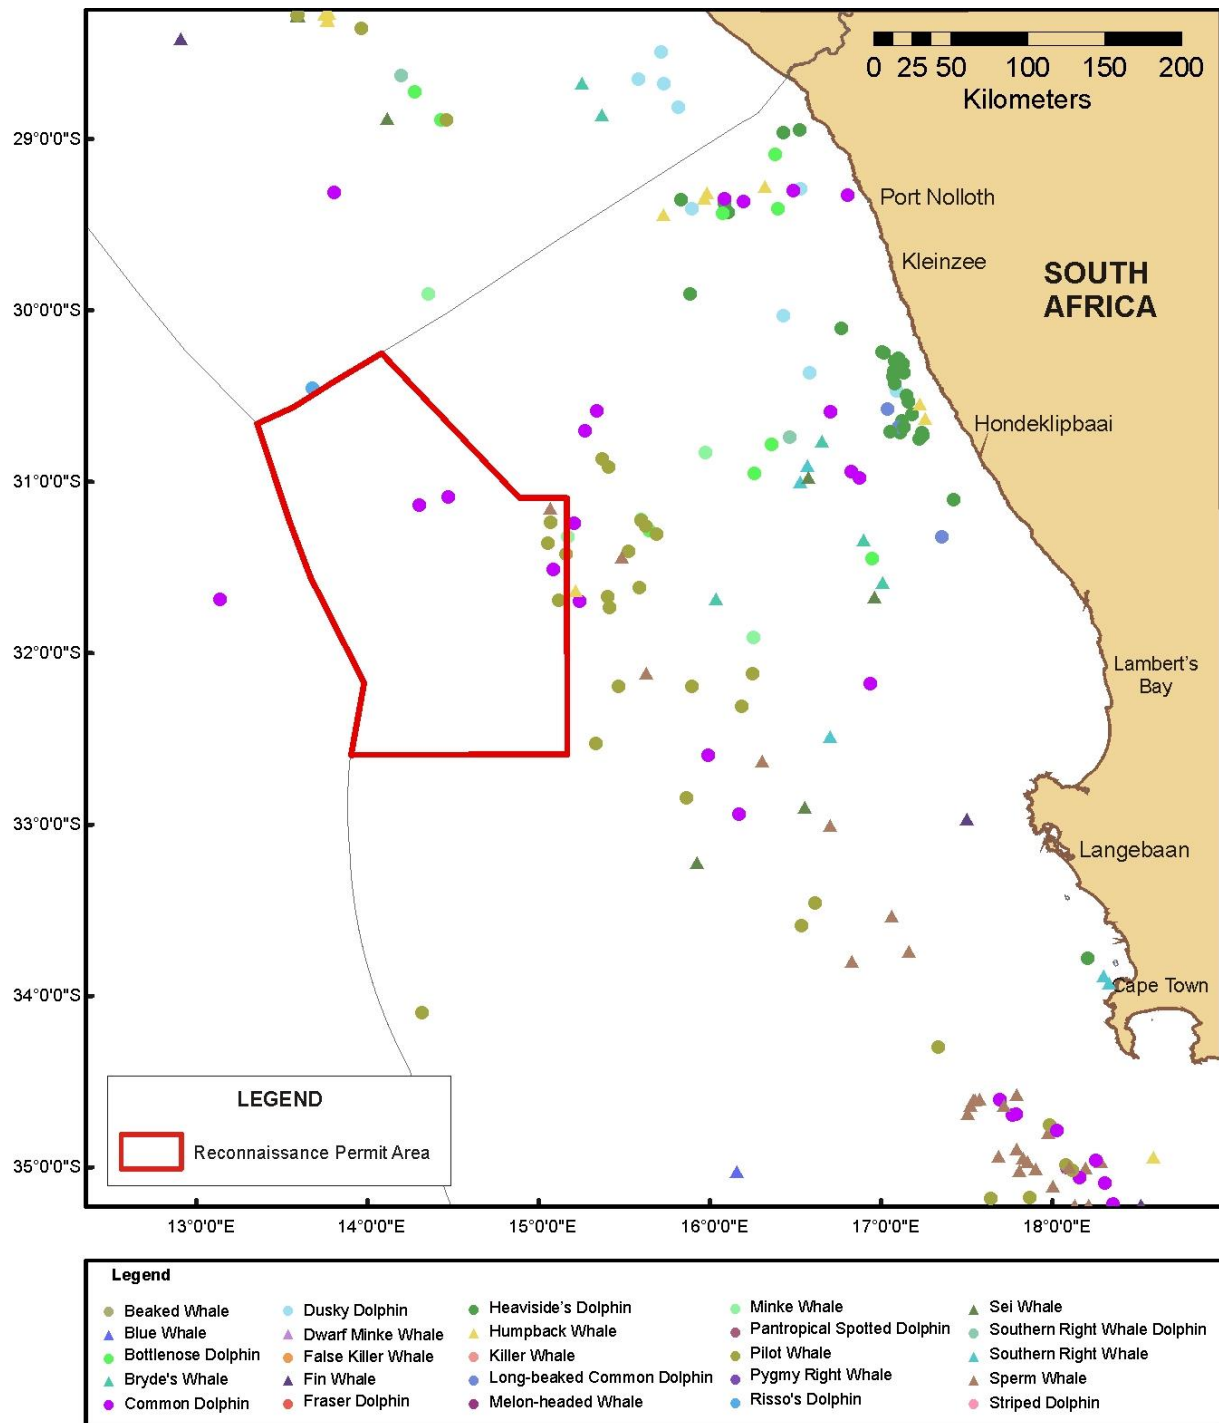 0 25 50 100 150 200
Kilometers
29°0'0"S
Port Nolloth
Kleinzee
SOUTH
AFRICA
30°0'0"S
Hondeklipbaai
31°0'0"S
32°0'0"S
Lambert's
Bay
33°0'0"S
Langebaan
34°0'0"S
Cape Town
LEGEND
Reconnaissance Permit Area
35°0'0"S
13°0'0"E 14°0'0"E 15°0'0"E 16°0'0"E 17°0'0"E 18°0'0"E
Legend
Beaked Whale
Blue Whale
Bottlenose Dolphin
Bryde's Whale
Common Dolphin
Dusky Dolphin
Dwarf Minke Whale
False Killer Whale
Fin Whale
Fraser Dolphin
Heaviside's Dolphin
Humpback Whale
Killer Whale
Long-beaked Common Dolphin
Melon-headed Whale
Minke Whale
Pantropical Spotted Dolphin
Pilot Whale
Pygmy Right Whale
Risso's Dolphin
Sei Whale
Southern Right Whale Dolphin
Southern Right Whale
Sperm Whale
Striped Dolphin